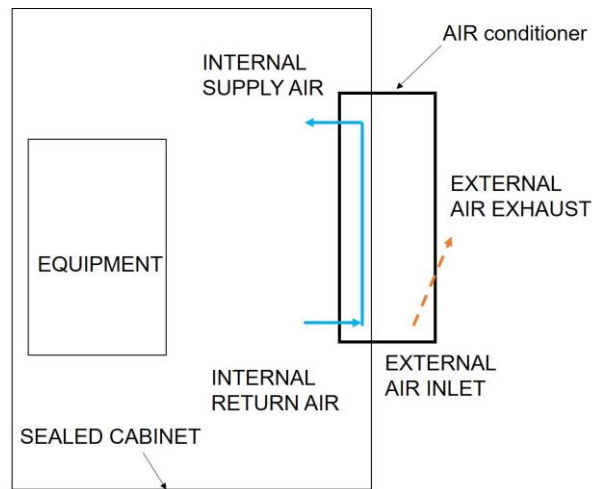 AIR conditioner
INTERNAL
SUPPLY AIR
EXTERNAL
AIR EXHAUST
EQUIPMENT
EXTERNAL
AIR INLET
INTERNAL
RETURN AIR
SEALED CABINET